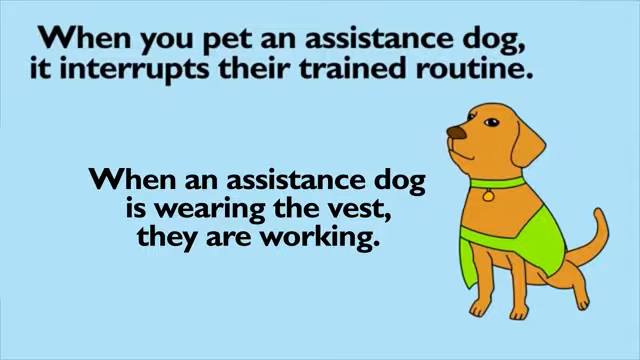 When you pet an assistance dog,
it interrupts their trained routine.
When an assistance dog
is wearing the vest,
they are working.